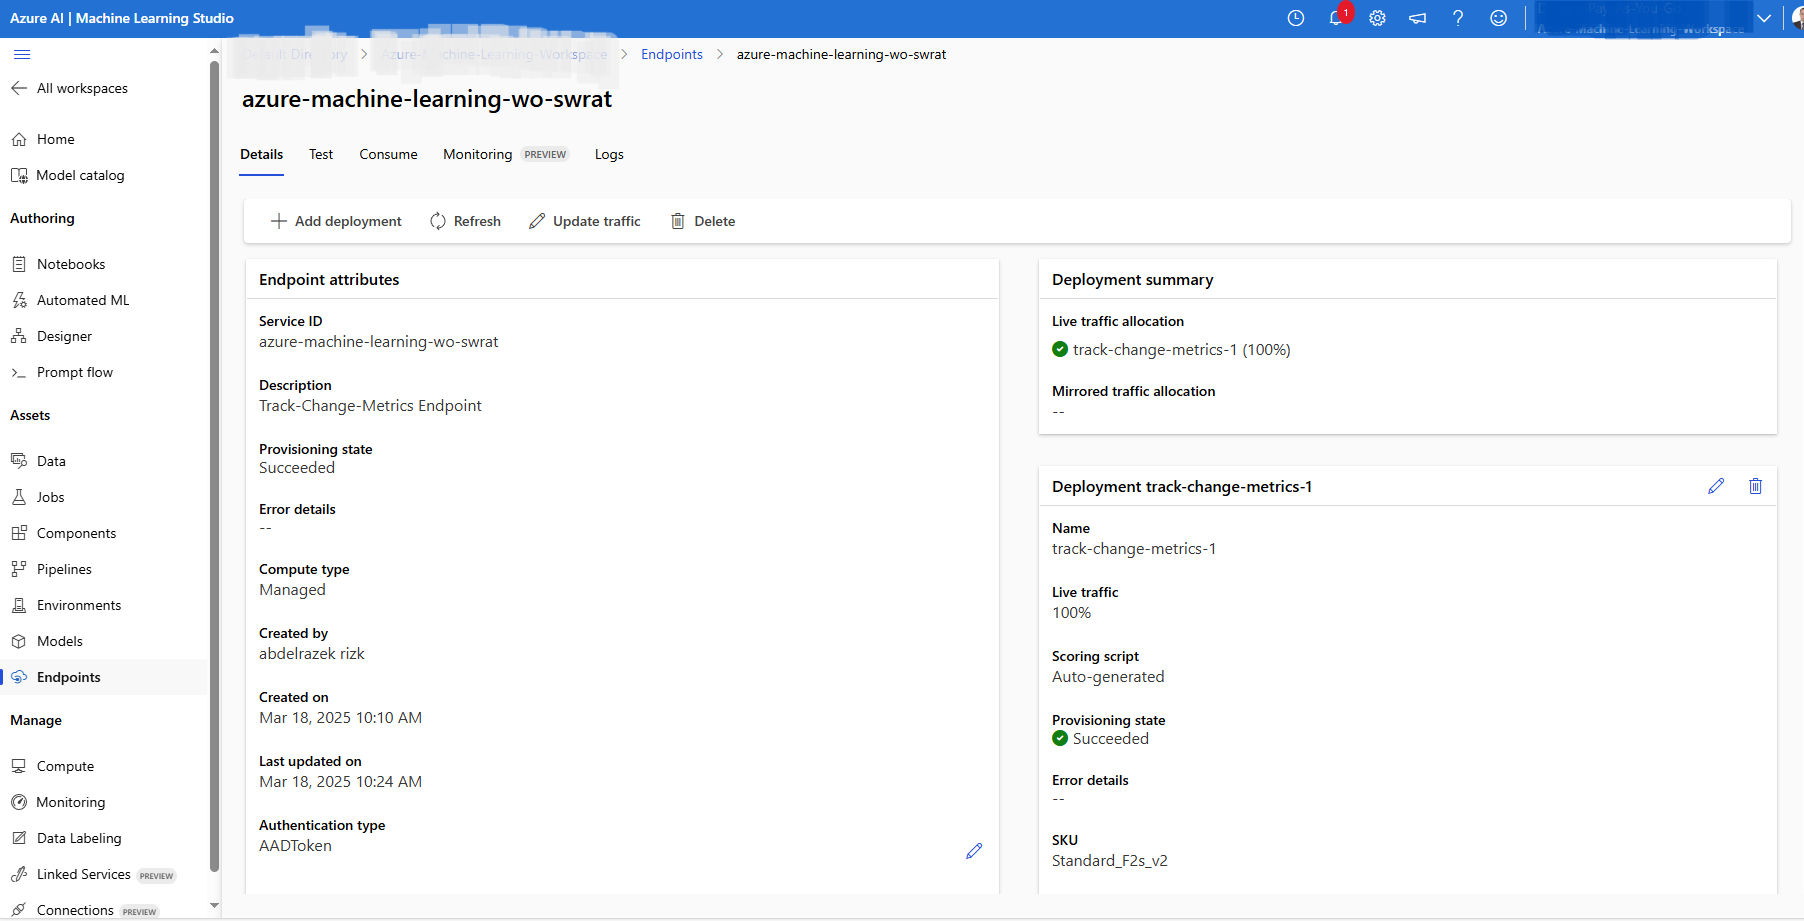 Azure AI | Machine Learning Studio
1
All workspaces
Home
Model catalog
Authoring
Notebooks
Automated ML
Designer
Prompt flow
Assets
Data
Jobs
Components
Pipelines
Environments
Models
Endpoints
Manage
Compute
Monitoring
Data Labeling
Linked Services PREVIEW
Connections PREVIEW
Default Directory > Azure-Machine-Learning-Workspace > Endpoints > azure-machine-learning-wo-swrat
azure-machine-learning-wo-swrat
Details Test Consume Monitoring PREVIEW Logs
Add deployment Refresh Update traffic Delete
Endpoint attributes
Service ID
azure-machine-learning-wo-swrat
Description
Track-Change-Metrics Endpoint
Provisioning state
Succeeded
Error details
--
Compute type
Managed
Created by
abdelrazek rizk
Created on
Mar 18, 2025 10:10 AM
Last updated on
Mar 18, 2025 10:24 AM
Authentication type
AADToken
Deployment summary
Live traffic allocation
track-change-metrics-1 (100%)
Mirrored traffic allocation
--
Deployment track-change-metrics-1
Name
track-change-metrics-1
Live traffic
100%
Scoring script
Auto-generated
Provisioning state
Succeeded
Error details
--
SKU
Standard_F2s_v2